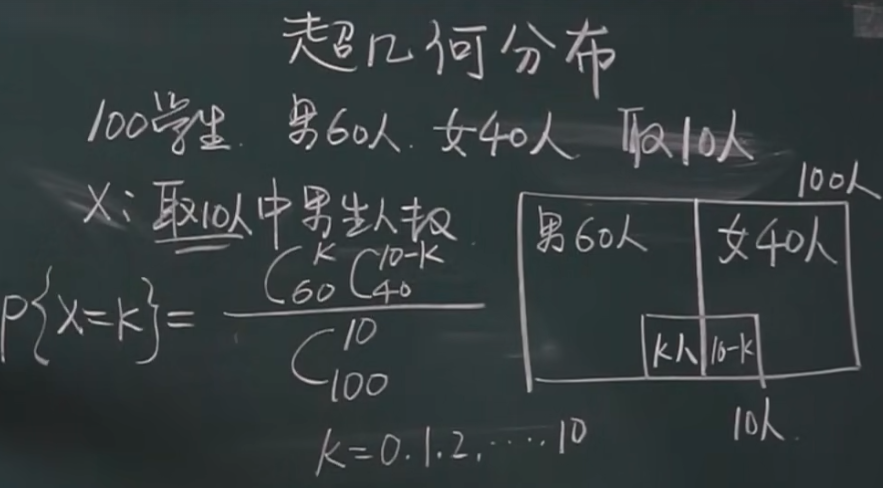 超几何分布
100学生. 男60人. 女40人 取10人
X: 取10人中男生人数
P{X=K}= C_{60}^{K} C_{40}^{10-K} / C_{100}^{10}
K=0.1.2.……10
100人
男60人 女40人
K人 10-K
10人.